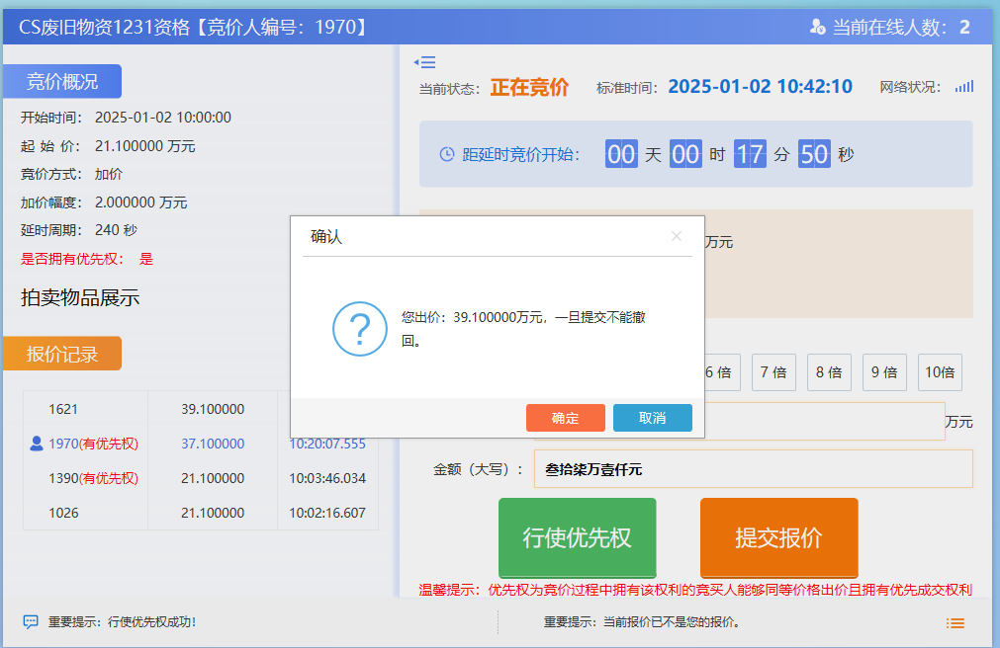 CS废旧物资1231资格【竞价人编号：1970】
当前在线人数： 2
竞价概况
开始时间： 2025-01-02 10:00:00
起 始 价： 21.100000 万元
竞价方式： 加价
加价幅度： 2.000000 万元
延时周期： 240 秒
是否拥有优先权： 是
拍卖物品展示
报价记录
1621 39.100000
1970(有优先权) 37.100000 10:20:07.555
1390(有优先权) 21.100000 10:03:46.034
1026 21.100000 10:02:16.607
当前状态： 正在竞价 标准时间： 2025-01-02 10:42:10 网络状况：
距延时竞价开始： 00 天 00 时 17 分 50 秒
万元
确认
您出价：39.100000万元，一旦提交不能撤
回。
确定 取消
6 倍 7 倍 8 倍 9 倍 10倍
万元
金额（大写）： 叁拾柒万壹仟元
行使优先权 提交报价
温馨提示：优先权为竞价过程中拥有该权利的竞买人能够同等价格出价且拥有优先成交权利
重要提示：行使优先权成功！
重要提示：当前报价已不是您的报价。